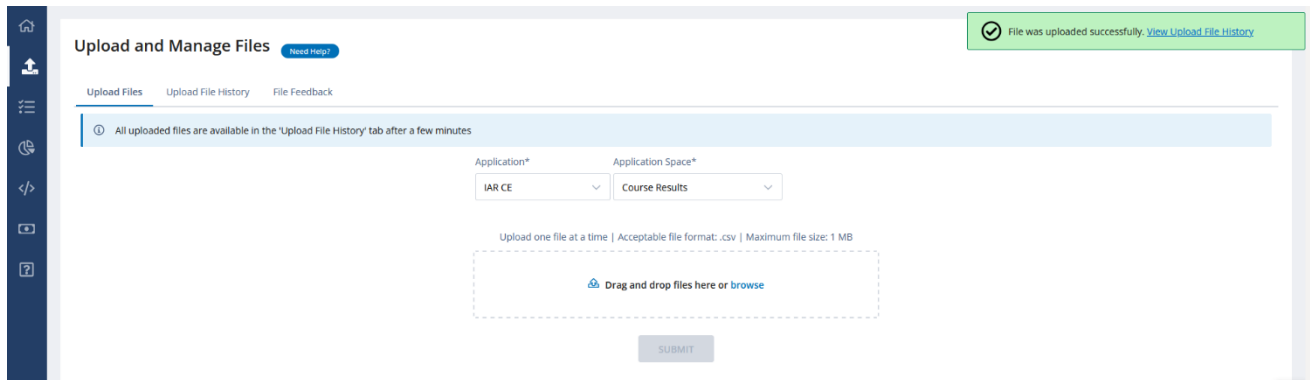 File was uploaded successfully. View Upload File History
Upload and Manage Files Need Help?
Upload Files Upload File History File Feedback
All uploaded files are available in the 'Upload File History' tab after a few minutes
Application* Application Space*
IAR CE Course Results
Upload one file at a time | Acceptable file format: .csv | Maximum file size: 1 MB
Drag and drop files here or browse
SUBMIT